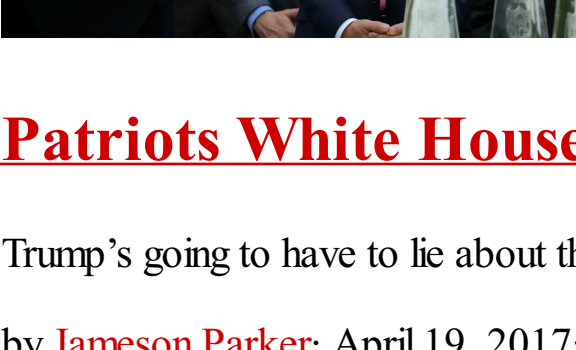 Patriots White House
Trump’s going to have to lie about th
by Jameson Parker; April 19, 2017;